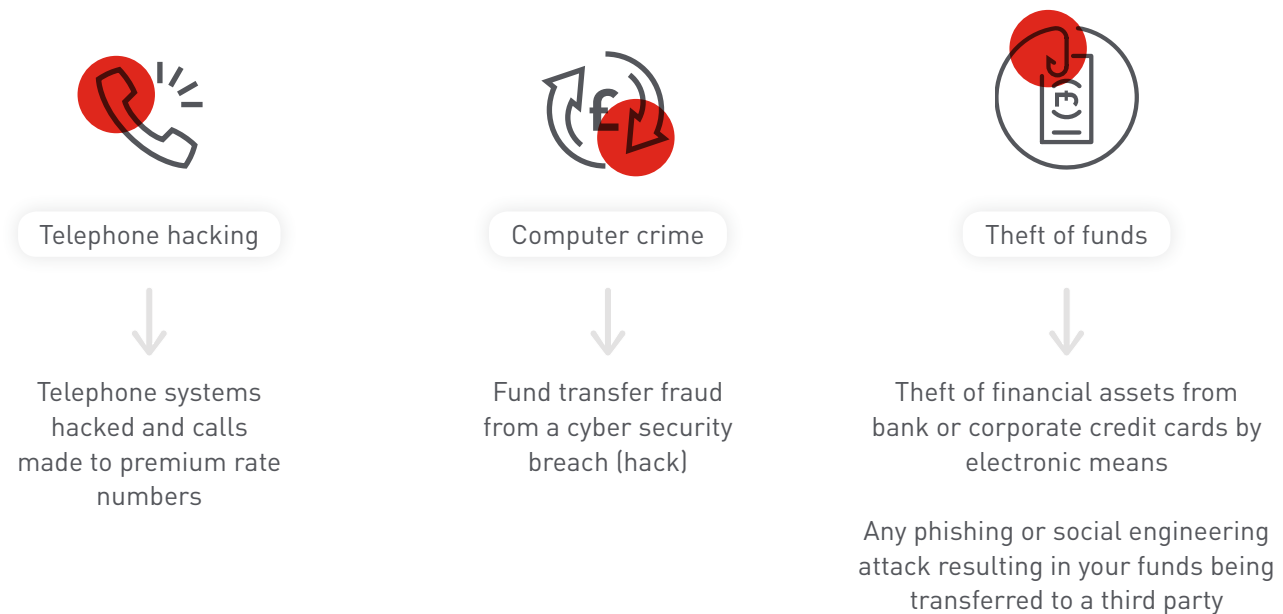 £
£
Telephone hacking
Computer crime
Theft of funds
Telephone systems
hacked and calls
made to premium rate
numbers
Fund transfer fraud
from a cyber security
breach (hack)
Theft of financial assets from
bank or corporate credit cards by
electronic means
Any phishing or social engineering
attack resulting in your funds being
transferred to a third party